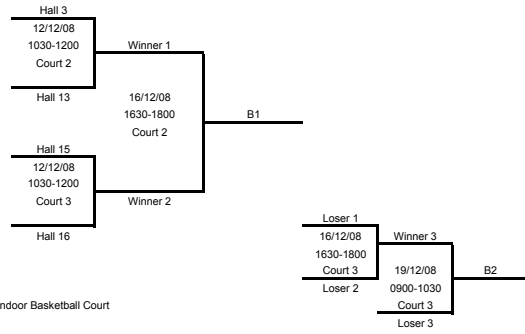 Hall 3
12/12/08
1030-1200
Court 2
Hall 13
Winner 1
16/12/08
1630-1800
Court 2
B1
Hall 15
12/12/08
1030-1200
Court 3
Hall 16
Winner 2
Loser 1
16/12/08
1630-1800
Court 3
Loser 2
Winner 3
19/12/08
0900-1030
Court 3
Loser 3
B2
ndoor Basketball Court